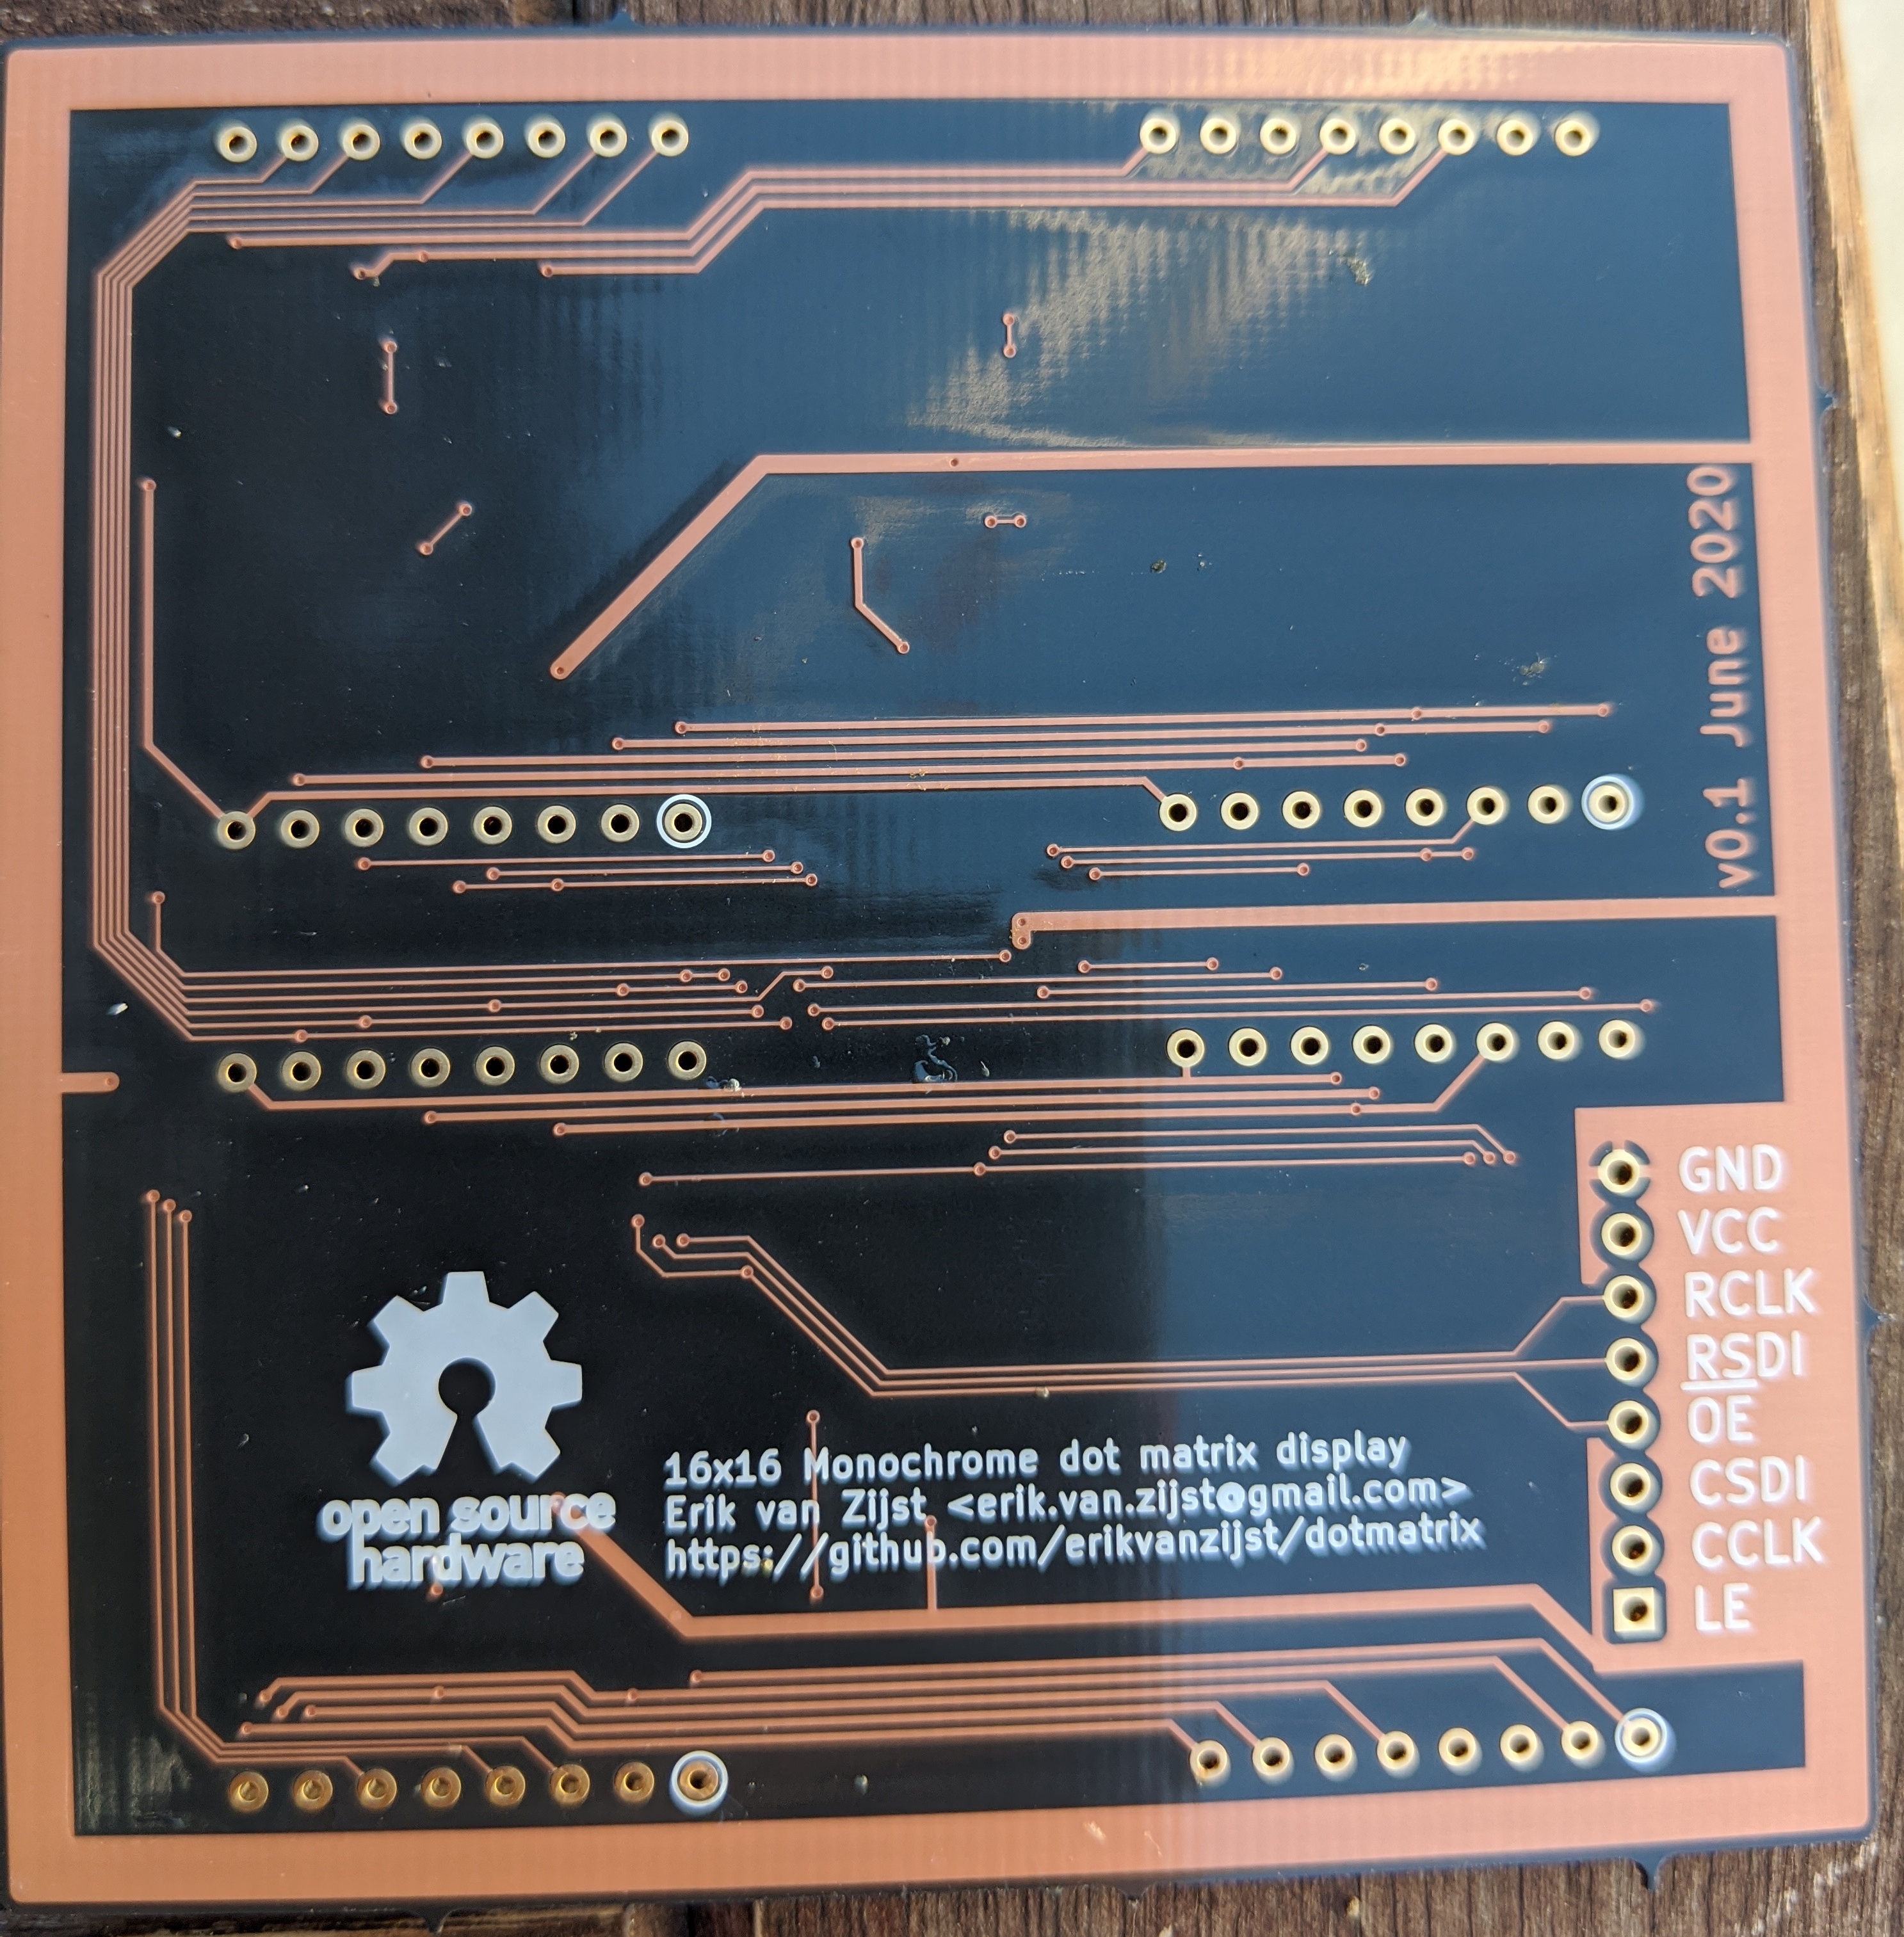 v0.1 June 2020
GND
VCC
RCLK
RSDI
OE
CSDI
CCLK
LE
open source
hardware
16x16 Monochrome dot matrix display
Erik van Zijst <erik.van.zijst@gmail.com>
https://github.com/erikvanzijst/dotmatrix